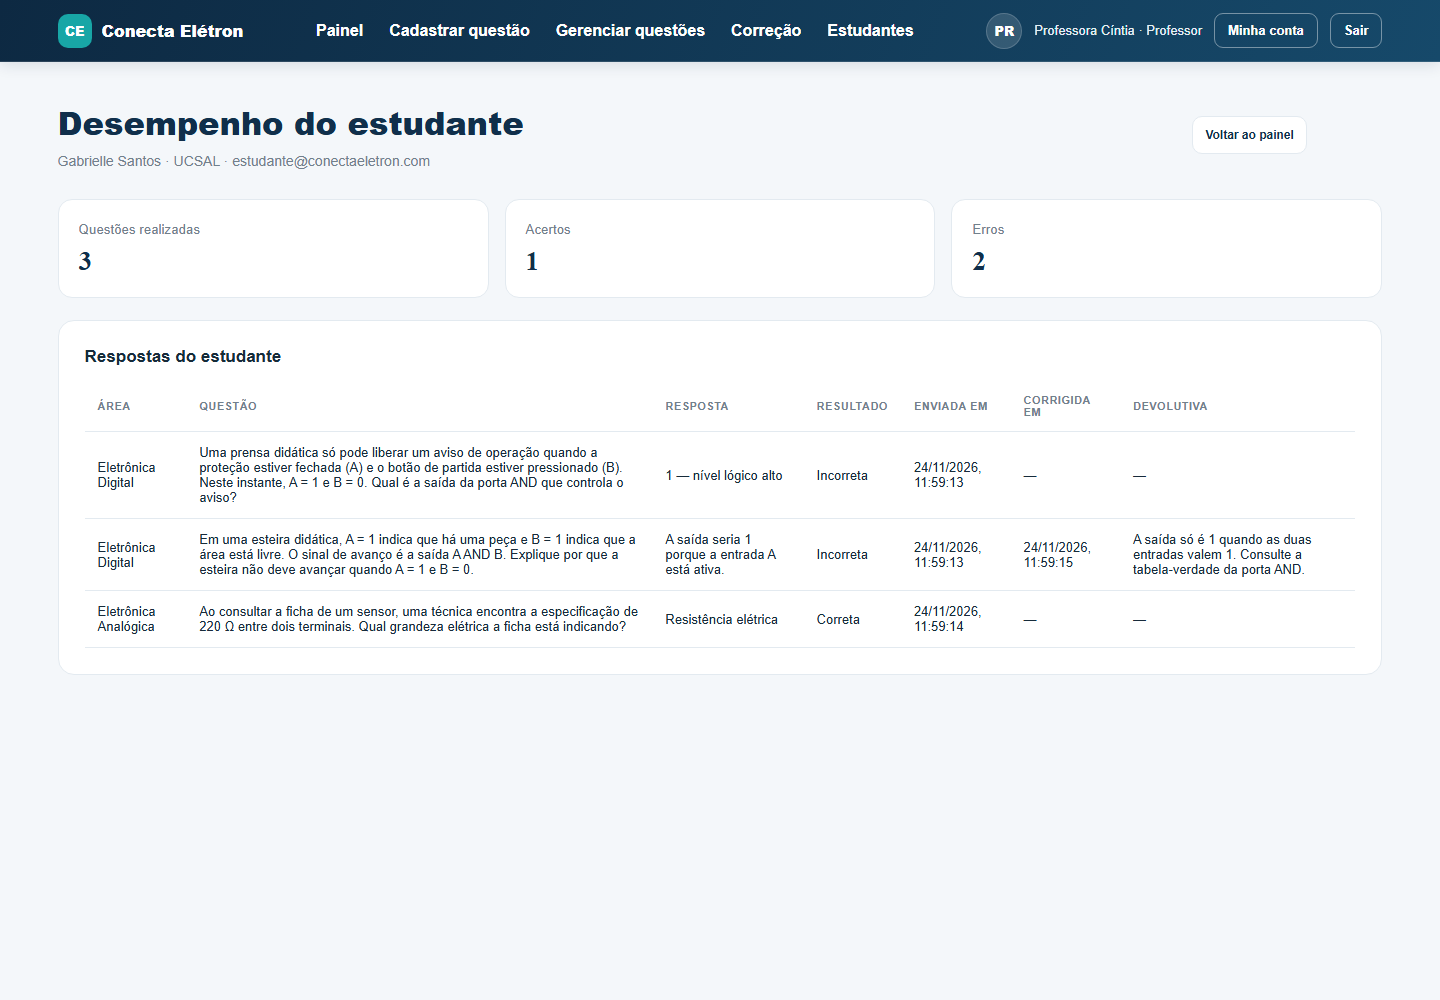 CE Conecta Elétron Painel Cadastrar questão Gerenciar questões Correção Estudantes PR Professora Cíntia · Professor Minha conta Sair
Desempenho do estudante
Voltar ao painel
Gabrielle Santos · UCSAL · estudante@conectaeletron.com
Questões realizadas
3
Acertos
1
Erros
2
Respostas do estudante
ÁREA QUESTÃO RESPOSTA RESULTADO ENVIADA EM CORRIGIDA EM DEVOLUTIVA
Eletrônica
Digital
Uma prensa didática só pode liberar um aviso de operação quando a
proteção estiver fechada (A) e o botão de partida estiver pressionado (B).
Neste instante, A = 1 e B = 0. Qual é a saída da porta AND que controla o
aviso?
1 — nível lógico alto
Incorreta
24/11/2026,
11:59:13
—
—
Eletrônica
Digital
Em uma esteira didática, A = 1 indica que há uma peça e B = 1 indica que a
área está livre. O sinal de avanço é a saída A AND B. Explique por que a
esteira não deve avançar quando A = 1 e B = 0.
A saída seria 1
porque a entrada A
está ativa.
Incorreta
24/11/2026,
11:59:13
24/11/2026,
11:59:15
A saída só é 1 quando as duas
entradas valem 1. Consulte a
tabela-verdade da porta AND.
Eletrônica
Analógica
Ao consultar a ficha de um sensor, uma técnica encontra a especificação de
220 Ω entre dois terminais. Qual grandeza elétrica a ficha está indicando?
Resistência elétrica
Correta
24/11/2026,
11:59:14
—
—